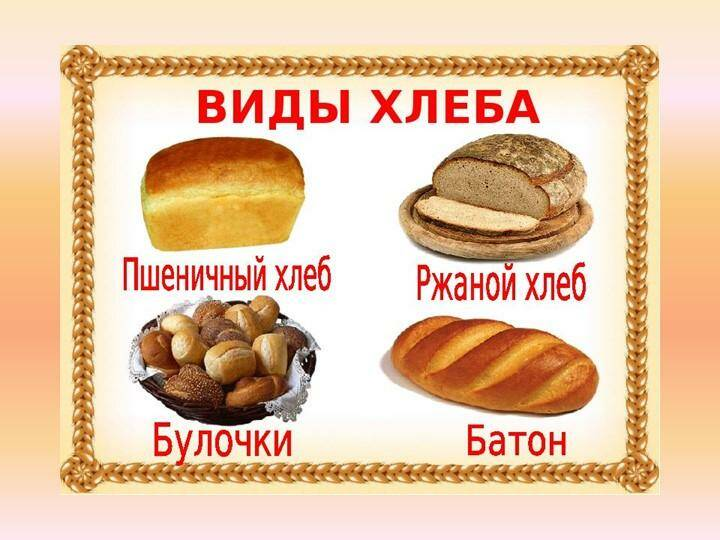 ВИДЫ ХЛЕБА
Пшеничный хлеб
Ржаной хлеб
Булочки
Батон